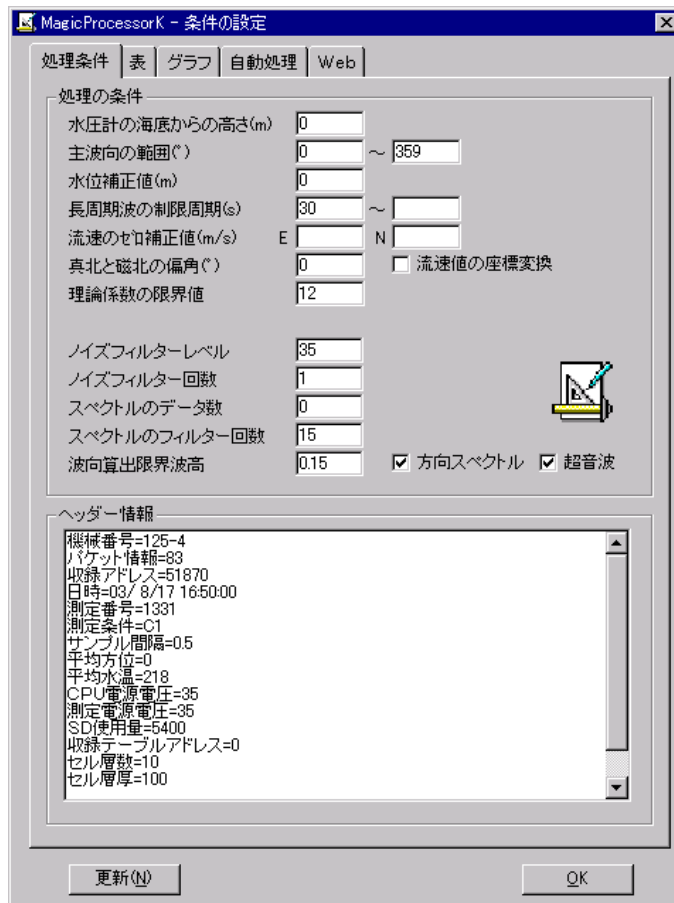 MagicProcessorK - 条件の設定
処理条件 表 グラフ 自動処理 Web
処理の条件
水圧計の海底からの高さ(m) 0
主波向の範囲(°) 0 ～ 359
水位補正値(m) 0
長周期波の制限周期(s) 30 ～
流速のｾﾞﾛ補正値(m/s) E N
真北と磁北の偏角(°) 0 流速値の座標変換
理論係数の限界値 12
ノイズフィルターレベル 35
ノイズフィルター回数 1
スペクトルのデータ数 0
スペクトルのフィルター回数 15
波向算出限界波高 0.15 方向スペクトル 超音波
ヘッダー情報
機械番号=125-4
パケット情報=83
収録アドレス=51870
日時=03/ 8/17 16:50:00
測定番号=1331
測定条件=C1
サンプル間隔=0.5
平均方位=0
平均水温=218
CPU電源電圧=35
測定電源電圧=35
SD使用量=5400
収録テーブルアドレス=0
セル層数=10
セル層厚=100
更新(N) OK